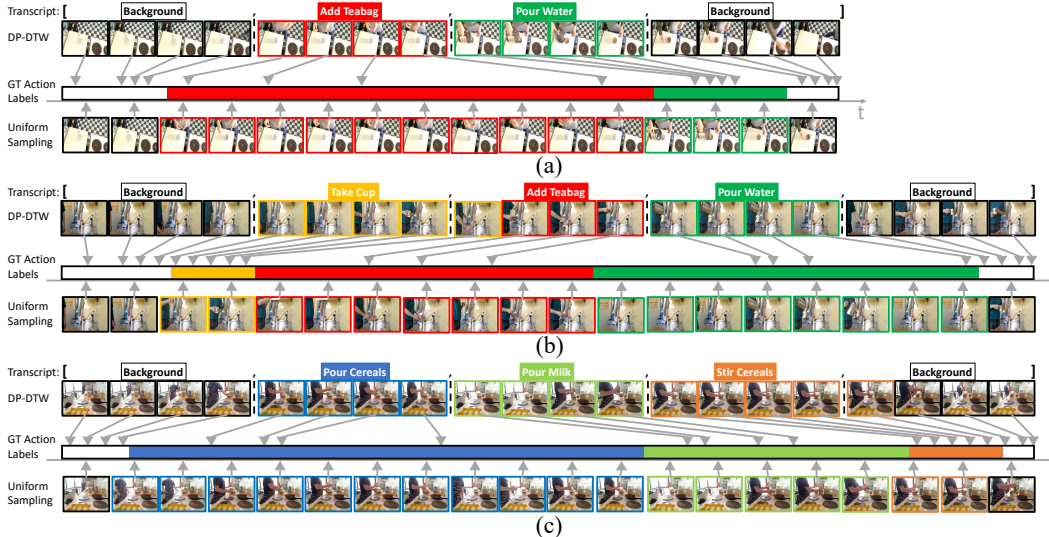 Transcript: [ Background , Add Teabag , Pour Water , Background ]
DP-DTW
GT Action
Labels
t
Uniform
Sampling
(a)
Transcript: [ Background , Take Cup , Add Teabag , Pour Water , Background ]
DP-DTW
GT Action
Labels
Uniform
Sampling
(b)
Transcript: [ Background , Pour Cereals , Pour Milk , Stir Cereals , Background ]
DP-DTW
GT Action
Labels
Uniform
Sampling
(c)